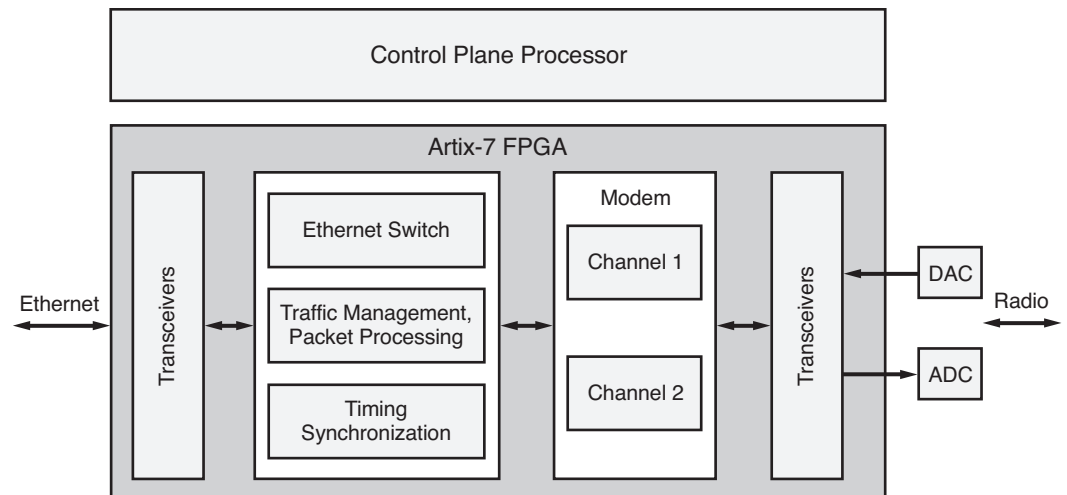 Control Plane Processor
Artix-7 FPGA
Ethernet
Transceivers
Ethernet Switch
Traffic Management,
Packet Processing
Timing
Synchronization
Modem
Channel 1
Channel 2
Transceivers
DAC
ADC
Radio